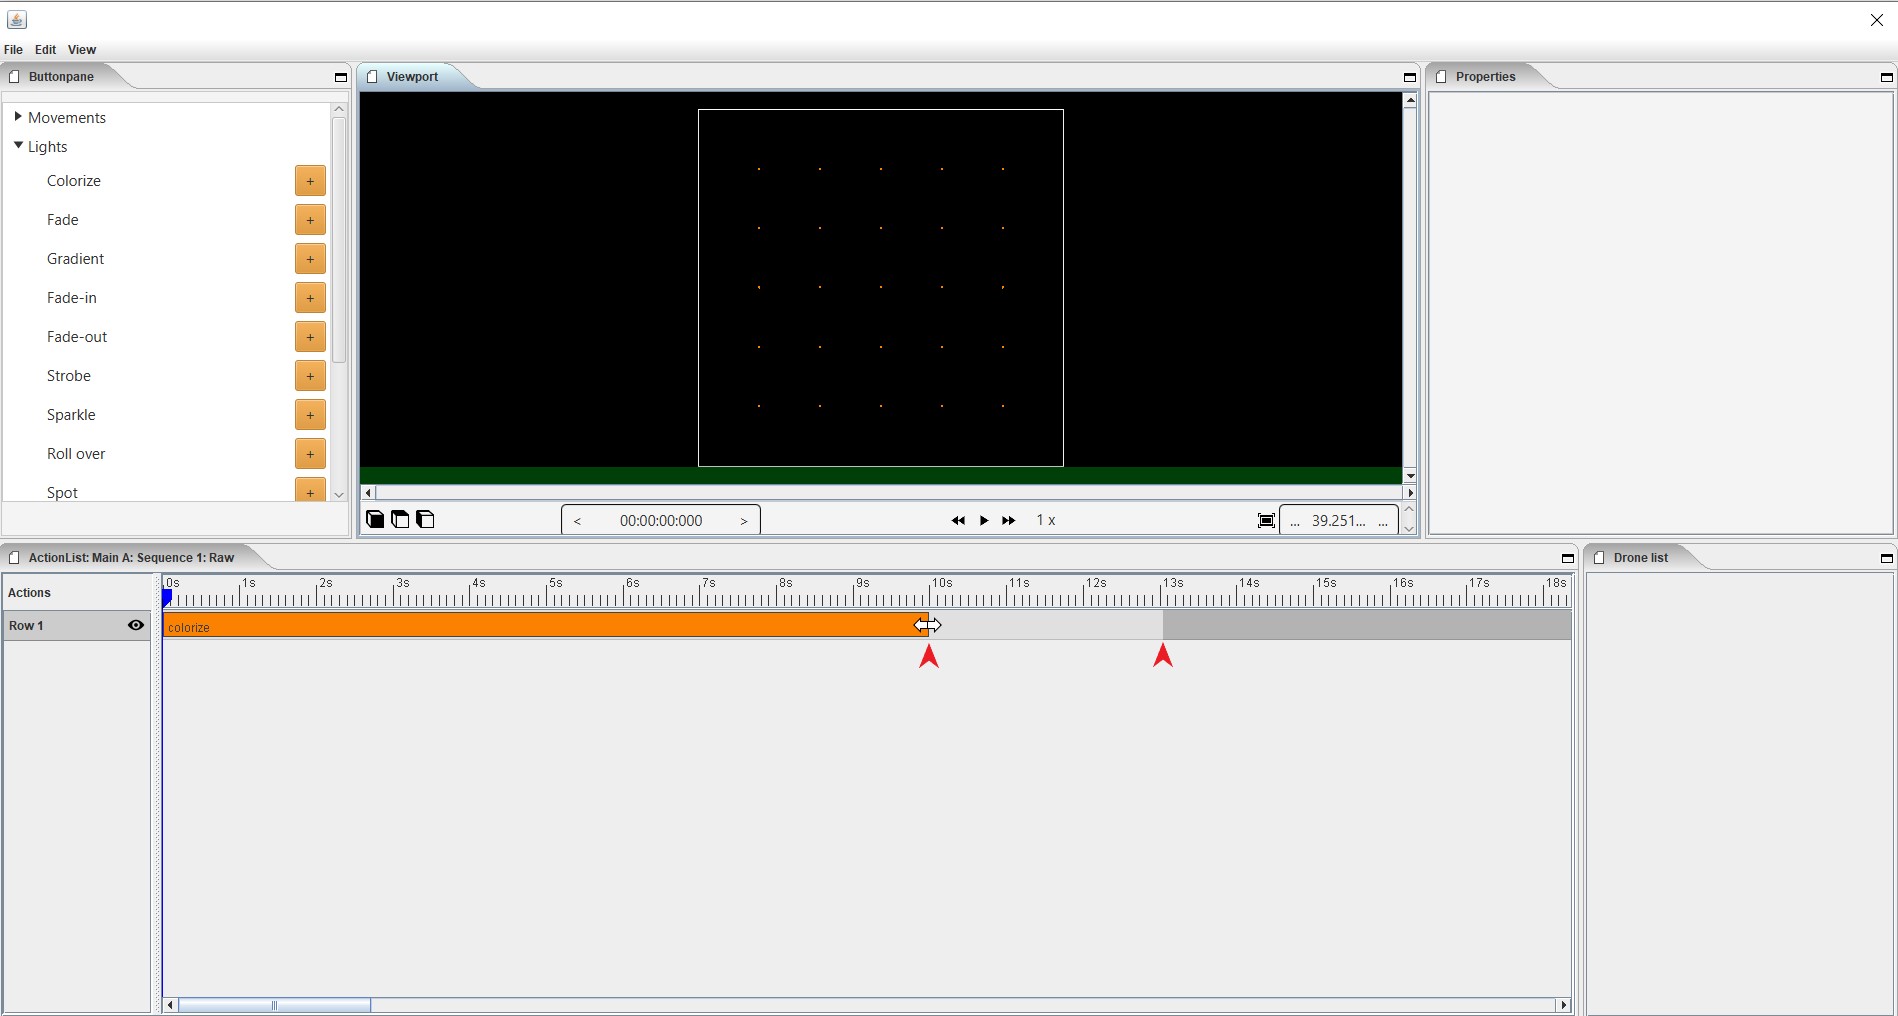 File Edit View
Buttonpane
Viewport
Properties
Movements
Lights
Colorize +
Fade +
Gradient +
Fade-in +
Fade-out +
Strobe +
Sparkle +
Roll over +
Spot +
< 00:00:00:000 >
1 x
... 39.251... ...
ActionList: Main A: Sequence 1: Raw
Drone list
Actions
0s 1s 2s 3s 4s 5s 6s 7s 8s 9s 10s 11s 12s 13s 14s 15s 16s 17s 18s
Row 1
colorize